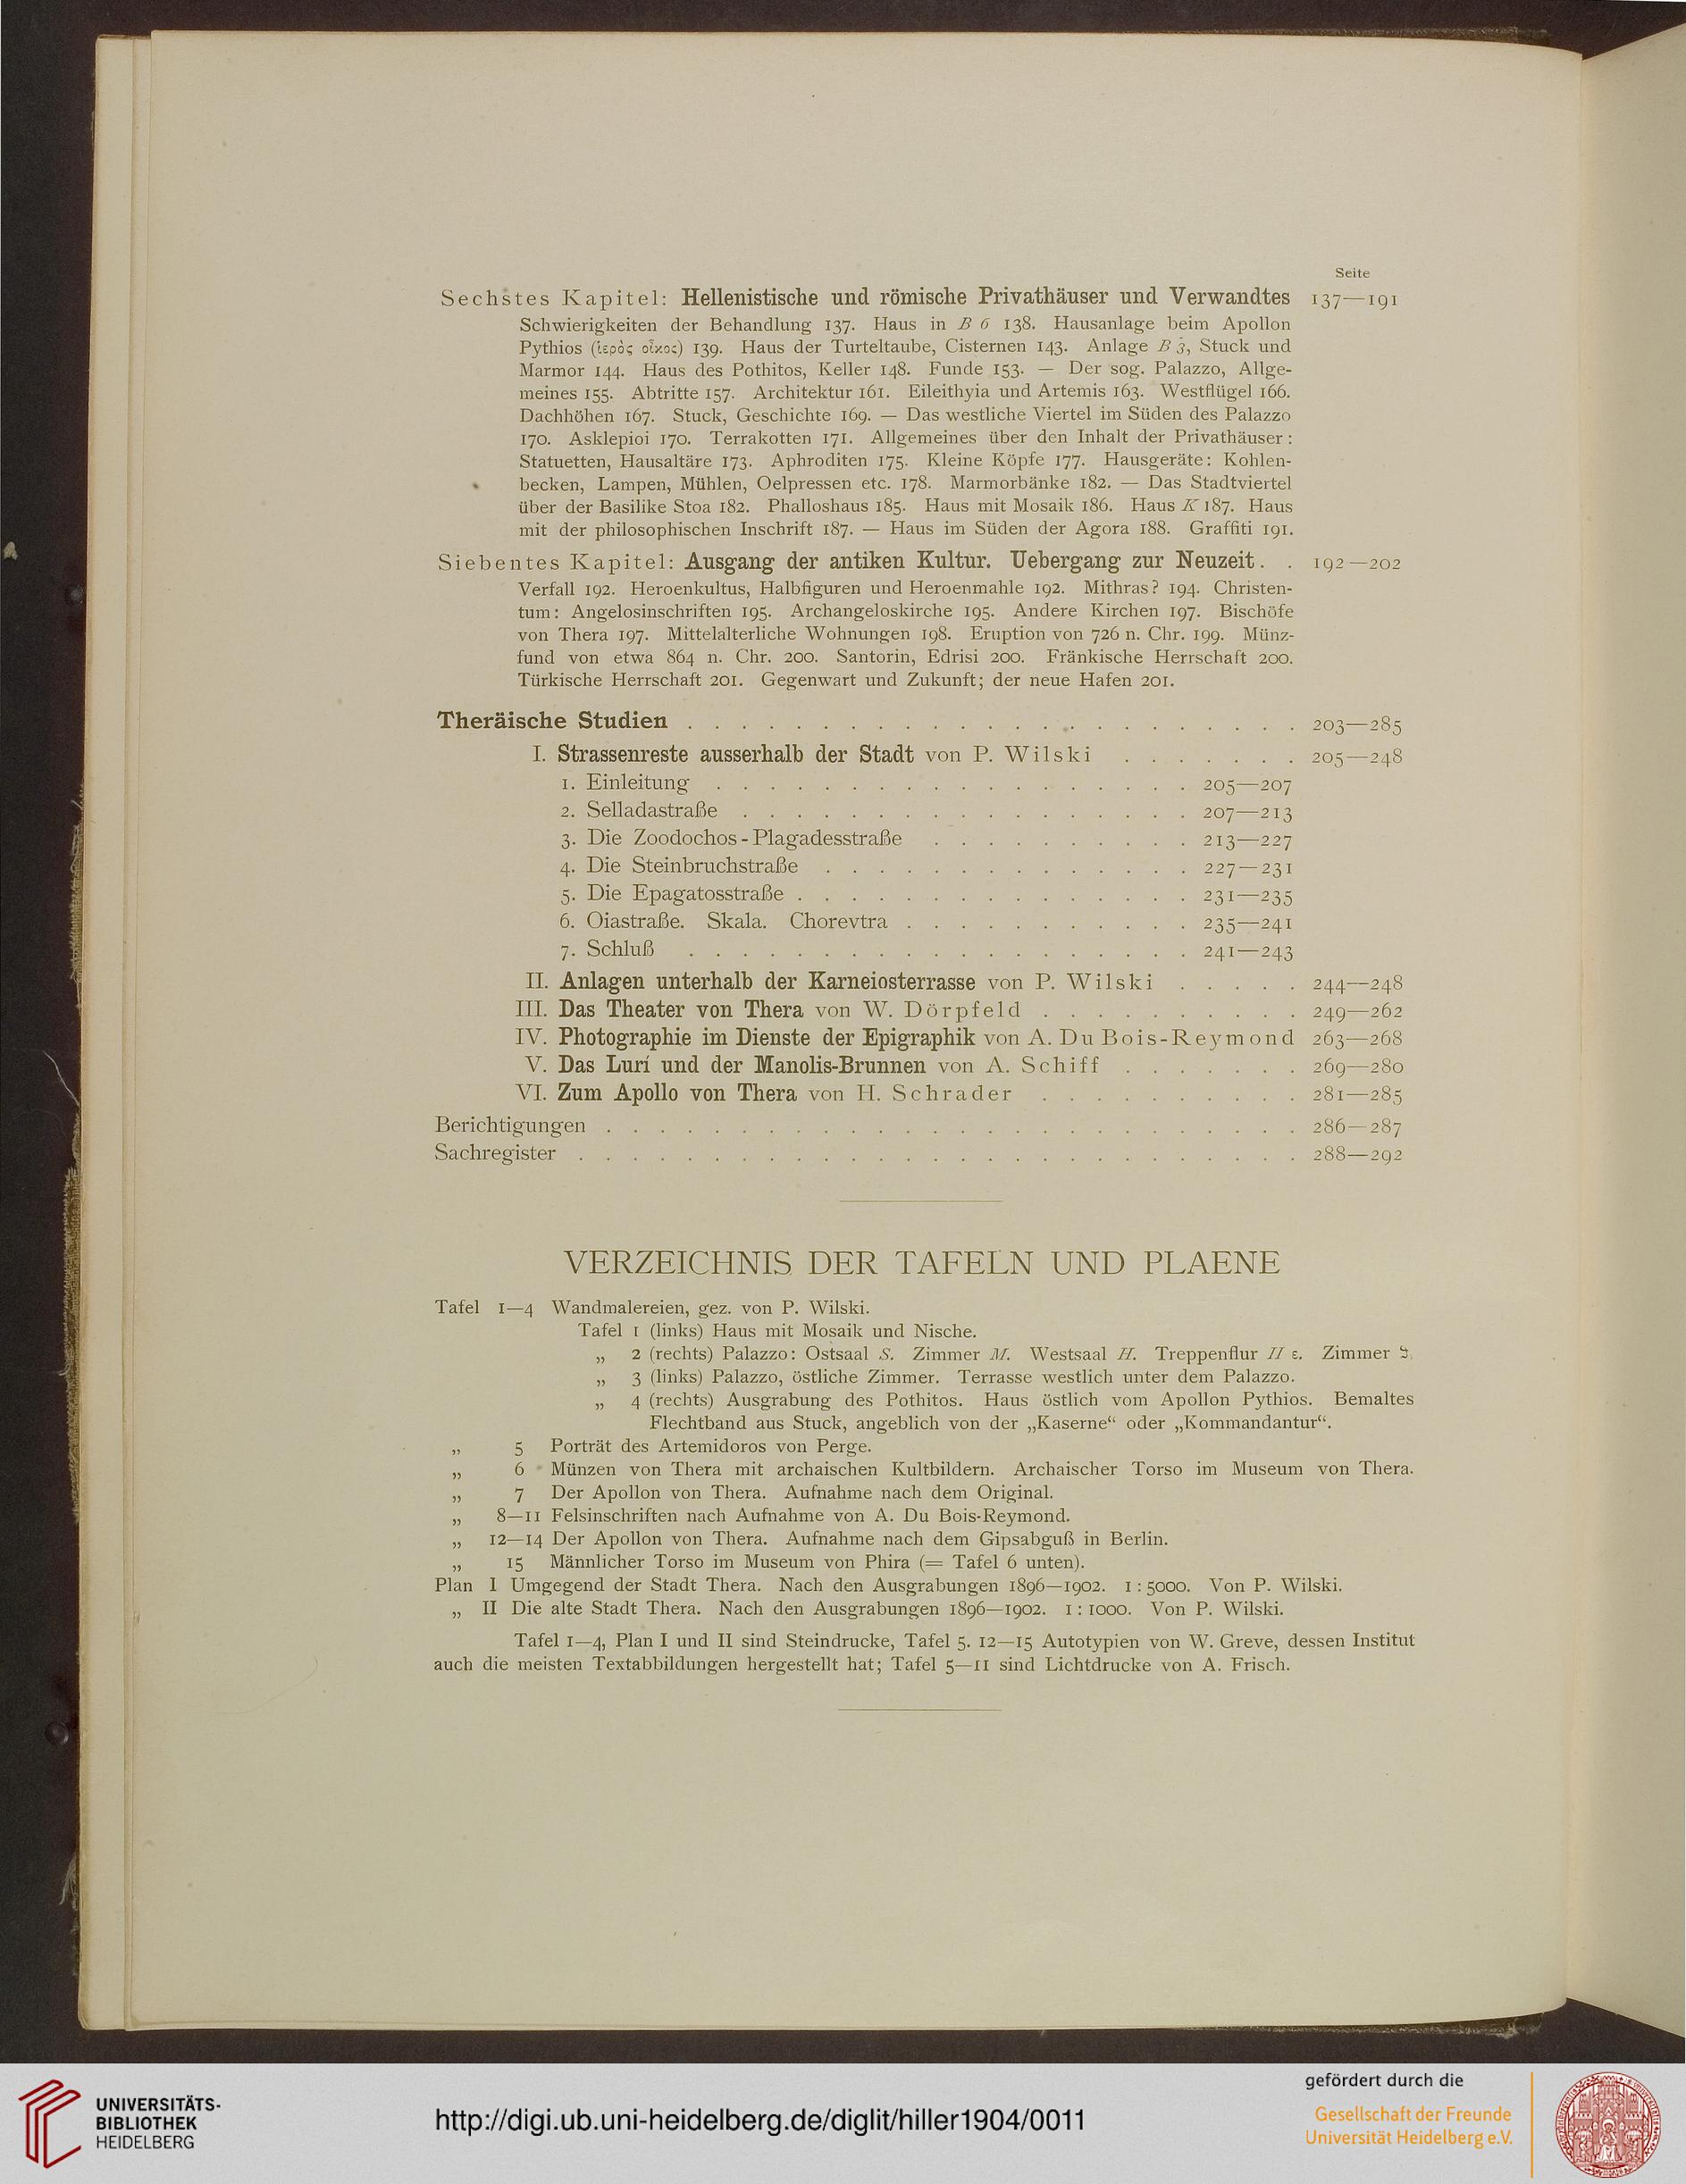 Seite
Sechstes Kapitel: Hellenistische und römische Privathäuser und Verwandtes 137—191
Schwierigkeiten der Behandlung 137. Haus in B 6 138. Hausanlage beim Apollon
Pythios (ἱερὸς οἶκος) 139. Haus der Turteltaube, Cisternen 143. Anlage B 3, Stuck und
Marmor 144. Haus des Pothitos, Keller 148. Funde 153. — Der sog. Palazzo, Allge-
meines 155. Abtritte 157. Architektur 161. Eileithyia und Artemis 163. Westflügel 166.
Dachhöhen 167. Stuck, Geschichte 169. — Das westliche Viertel im Süden des Palazzo
170. Asklepioi 170. Terrakotten 171. Allgemeines über den Inhalt der Privathäuser:
Statuetten, Hausaltäre 173. Aphroditen 175. Kleine Köpfe 177. Hausgeräte: Kohlen-
becken, Lampen, Mühlen, Oelpressen etc. 178. Marmorbänke 182. — Das Stadtviertel
über der Basilike Stoa 182. Phalloshaus 185. Haus mit Mosaik 186. Haus K 187. Haus
mit der philosophischen Inschrift 187. — Haus im Süden der Agora 188. Graffiti 191.
Siebentes Kapitel: Ausgang der antiken Kultur. Uebergang zur Neuzeit. . 192—202
Verfall 192. Heroenkultus, Halbfiguren und Heroenmahle 192. Mithras? 194. Christen-
tum: Angelosinschriften 195. Archangeloskirche 195. Andere Kirchen 197. Bischöfe
von Thera 197. Mittelalterliche Wohnungen 198. Eruption von 726 n. Chr. 199. Münz-
fund von etwa 864 n. Chr. 200. Santorin, Edrisi 200. Fränkische Herrschaft 200.
Türkische Herrschaft 201. Gegenwart und Zukunft; der neue Hafen 201.
Theräische Studien . . . . . . . . . . . . . . . . . . . . . . . 203—285
I. Strassenreste ausserhalb der Stadt von P. Wilski . . . . . . . 205—248
1. Einleitung . . . . . . . . . . . . . . . . . . 205—207
2. Selladastraße . . . . . . . . . . . . . . . . . 207—213
3. Die Zoodochos-Plagadesstraße . . . . . . . . . . 213—227
4. Die Steinbruchstraße . . . . . . . . . . . . . . 227—231
5. Die Epagatosstraße . . . . . . . . . . . . . . . 231—235
6. Oiastraße. Skala. Chorevtra . . . . . . . . . . . 235—241
7. Schluß . . . . . . . . . . . . . . . . . . . 241—243
II. Anlagen unterhalb der Karneiosterrasse von P. Wilski . . . . . 244—248
III. Das Theater von Thera von W. Dörpfeld . . . . . . . . . . 249—262
IV. Photographie im Dienste der Epigraphik von A. Du Bois-Reymond 263—268
V. Das Lurí und der Manolis-Brunnen von A. Schiff . . . . . . . 269—280
VI. Zum Apollo von Thera von H. Schrader . . . . . . . . . . 281—285
Berichtigungen . . . . . . . . . . . . . . . . . . . . . . . . . . 286—287
Sachregister . . . . . . . . . . . . . . . . . . . . . . . . . . . 288—292
VERZEICHNIS DER TAFELN UND PLAENE
Tafel 1—4 Wandmalereien, gez. von P. Wilski.
Tafel 1 (links) Haus mit Mosaik und Nische.
„ 2 (rechts) Palazzo: Ostsaal S. Zimmer M. Westsaal H. Treppenflur II ε. Zimmer
„ 3 (links) Palazzo, östliche Zimmer. Terrasse westlich unter dem Palazzo.
„ 4 (rechts) Ausgrabung des Pothitos. Haus östlich vom Apollon Pythios. Bemaltes
Flechtband aus Stuck, angeblich von der „Kaserne“ oder „Kommandantur“.
„ 5 Porträt des Artemidoros von Perge.
„ 6 Münzen von Thera mit archaischen Kultbildern. Archaischer Torso im Museum von Thera.
„ 7 Der Apollon von Thera. Aufnahme nach dem Original.
„ 8—11 Felsinschriften nach Aufnahme von A. Du Bois-Reymond.
„ 12—14 Der Apollon von Thera. Aufnahme nach dem Gipsabguß in Berlin.
„ 15 Männlicher Torso im Museum von Phira (= Tafel 6 unten).
Plan I Umgegend der Stadt Thera. Nach den Ausgrabungen 1896—1902. 1:5000. Von P. Wilski.
„ II Die alte Stadt Thera. Nach den Ausgrabungen 1896—1902. 1:1000. Von P. Wilski.
Tafel 1—4, Plan I und II sind Steindrucke, Tafel 5. 12—15 Autotypien von W. Greve, dessen Institut
auch die meisten Textabbildungen hergestellt hat; Tafel 5—11 sind Lichtdrucke von A. Frisch.
UNIVERSITÄTS-
BIBLIOTHEK
HEIDELBERG
http://digi.ub.uni-heidelberg.de/diglit/hiller1904/0011
gefördert durch die
Gesellschaft der Freunde
Universität Heidelberg e.V.